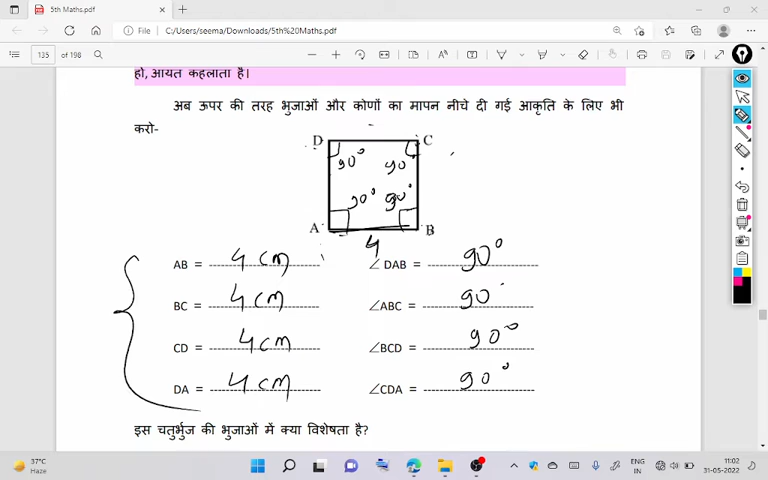 5th Maths.pdf
File | C:/Users/seema/Downloads/5th%20Maths.pdf
135 of 198
हो, आयत कहलाता है।
अब ऊपर की तरह भुजाओं और कोणों का मापन नीचे दी गई आकृति के लिए भी
करो-
D C
90° 90°
90° 90°
A B
4
AB = 4 cm ∠DAB = 90°
BC = 4 cm ∠ABC = 90
CD = 4 cm ∠BCD = 90°
DA = 4 cm ∠CDA = 90°
इस चतुर्भुज की भुजाओं में क्या विशेषता है?
37°C
Haze
ENG
IN
11:02
31-05-2022